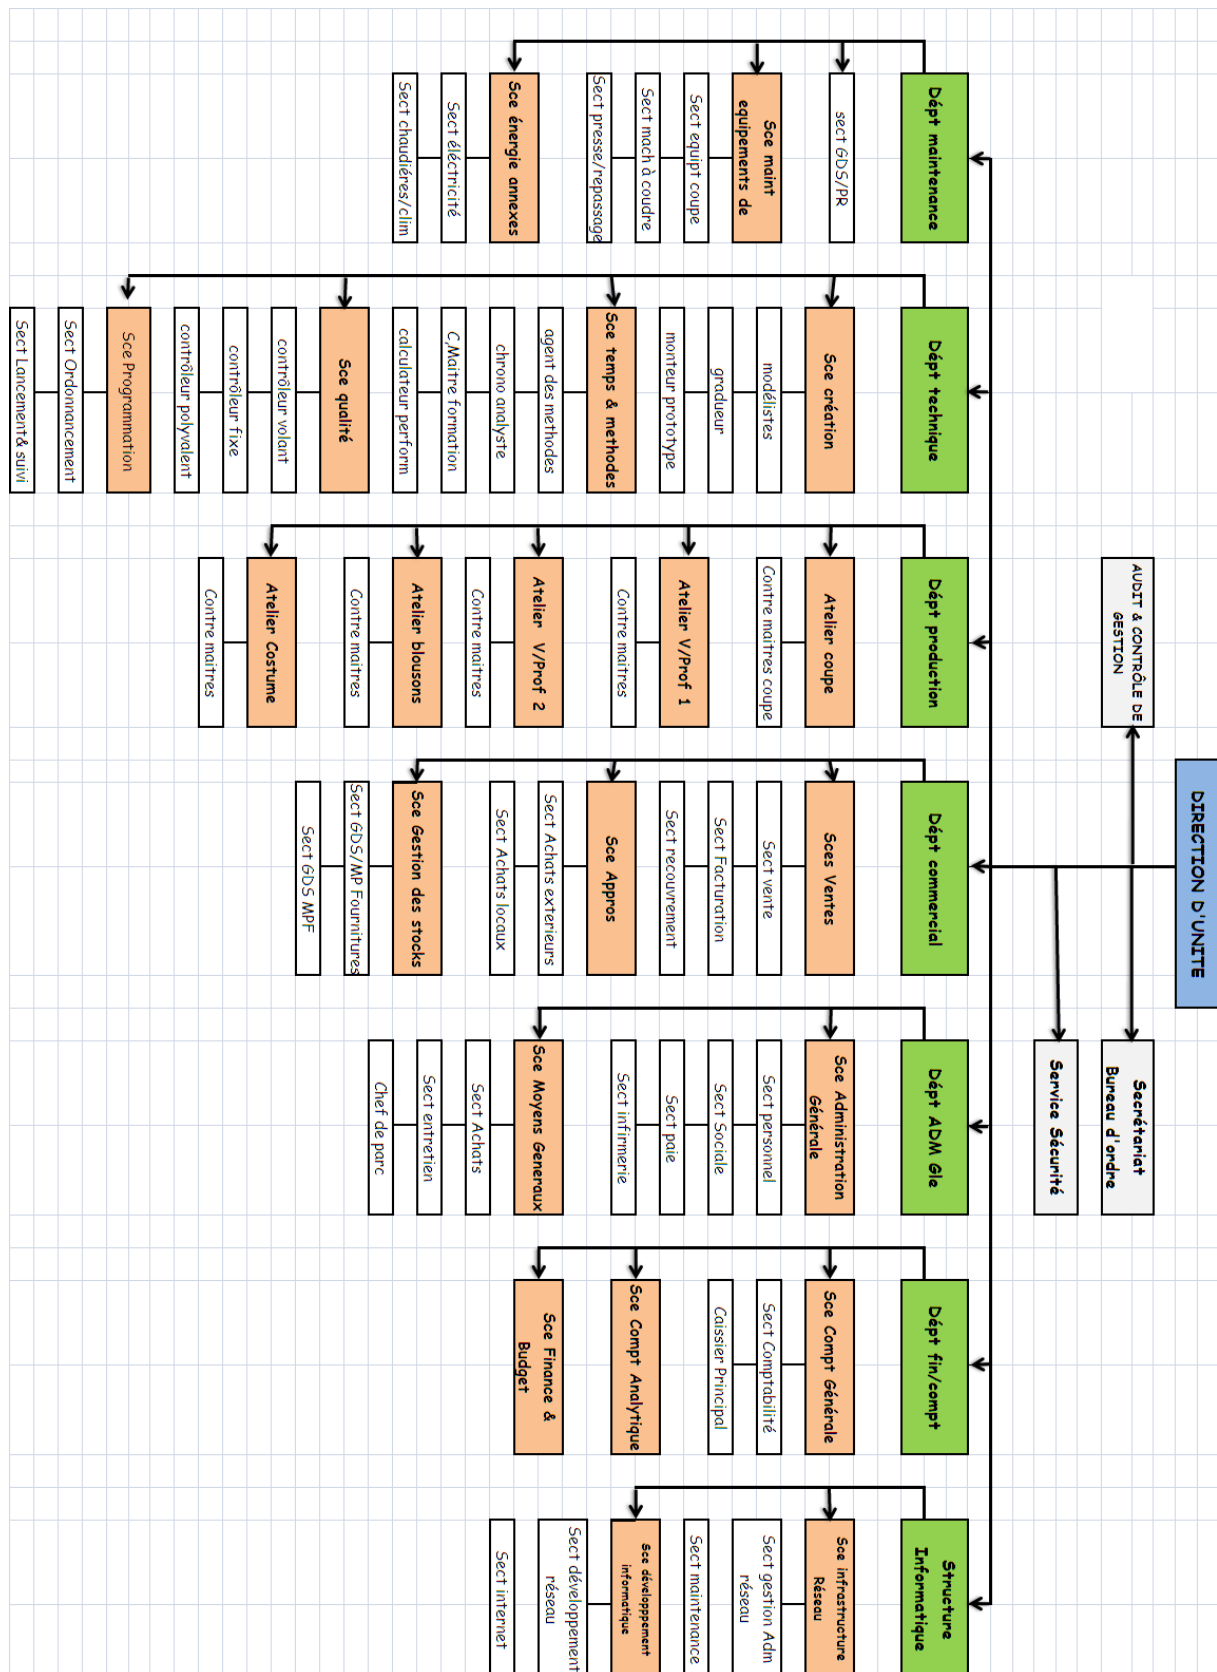 DIRECTION D'UNITE
AUDIT & CONTRÔLE DE
GESTION
Secrétariat
Bureau d'ordre
Service Sécurité
Dépt maintenance
sect GDS/PR
Sce maint
equipements de
Sect equipt coupe
Sect mach à coudre
Sect presse/repassage
Sce énergie annexes
Sect éléctricité
Sect chaudiéres/clim
Dépt technique
Sce création
modélistes
gradueur
monteur prototype
Sce temps & methodes
agent des methodes
chrono analyste
C,Maitre formation
calculateur perform
Sce qualité
contrôleur volant
contrôleur fixe
contrôleur polyvalent
Sce Programmation
Sect Ordonnancement
Sect Lancement& suivi
Dépt production
Atelier coupe
Contre maitres coupe
Atelier V/Prof 1
Contre maitres
Atelier V/Prof 2
Contre maitres
Atelier blousons
Contre maitres
Atelier Costume
Contre maitres
Dépt commercial
Sces Ventes
Sect vente
Sect Facturation
Sect recouvrement
Sce Appros
Sect Achats exterieurs
Sect Achats locaux
Sce Gestion des stocks
Sect GDS/MP Fournitures
Sect GDS MPF
Dépt ADM Gle
Sce Administration
Générale
Sect personnel
Sect Sociale
Sect paie
Sect infirmerie
Sce Moyens Generaux
Sect Achats
Sect entretien
Chef de parc
Dépt fin/compt
Sce Compt Générale
Sect Comptabilité
Caissier Principal
Sce Compt Analytique
Sce Finance &
Budget
Structure
Informatique
Sce infrastructure
Réseau
Sect gestion Adm
réseau
Sect maintenance
Sce développpement
informatique
Sect développement
réseau
Sect internet